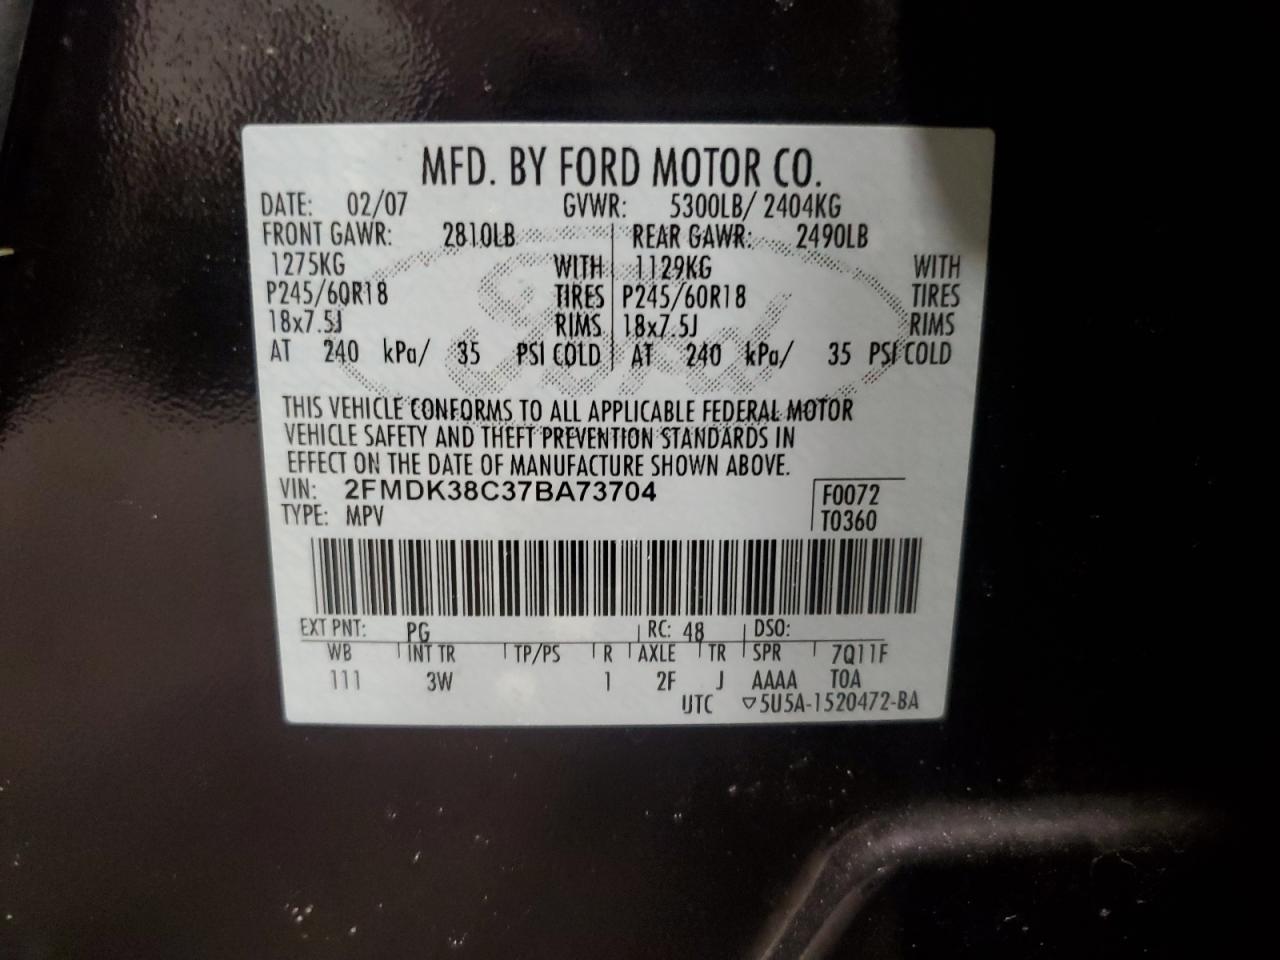 MFD. BY FORD MOTOR CO.
DATE: 02/07 GVWR: 5300LB/ 2404KG
FRONT GAWR: 2810LB REAR GAWR: 2490LB
1275KG WITH 1129KG WITH
P245/60R18 TIRES P245/60R18 TIRES
18x7.5J RIMS 18x7.5J RIMS
AT 240 kPa/ 35 PSI COLD AT 240 kPa/ 35 PSI COLD
Ford
THIS VEHICLE CONFORMS TO ALL APPLICABLE FEDERAL MOTOR
VEHICLE SAFETY AND THEFT PREVENTION STANDARDS IN
EFFECT ON THE DATE OF MANUFACTURE SHOWN ABOVE.
VIN: 2FMDK38C37BA73704 F0072
TYPE: MPV T0360
EXT PNT: PG RC: 48 DSO:
WB INT TR TP/PS R AXLE TR SPR 7Q11F
111 3W 1 2F J AAAA TOA
UTC ▽5U5A-1520472-BA